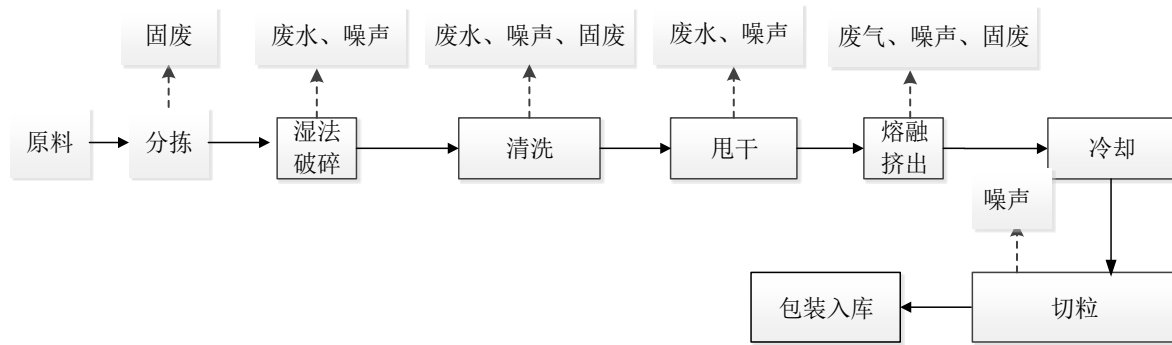 固废
废水、噪声
废水、噪声、固废
废水、噪声
废气、噪声、固废
原料
分拣
湿法
破碎
清洗
甩干
熔融
挤出
冷却
噪声
包装入库
切粒